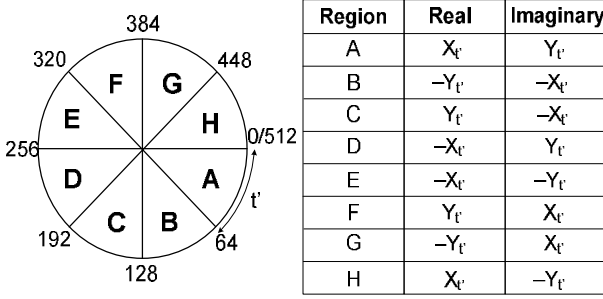 384
320
448
F
G
E
H
256
0/512
D
A
t'
C
B
192
64
128
Region Real Imaginary
A Xt' Yt'
B –Yt' –Xt'
C Yt' –Xt'
D –Xt' Yt'
E –Xt' –Yt'
F Yt' Xt'
G –Yt' Xt'
H Xt' –Yt'